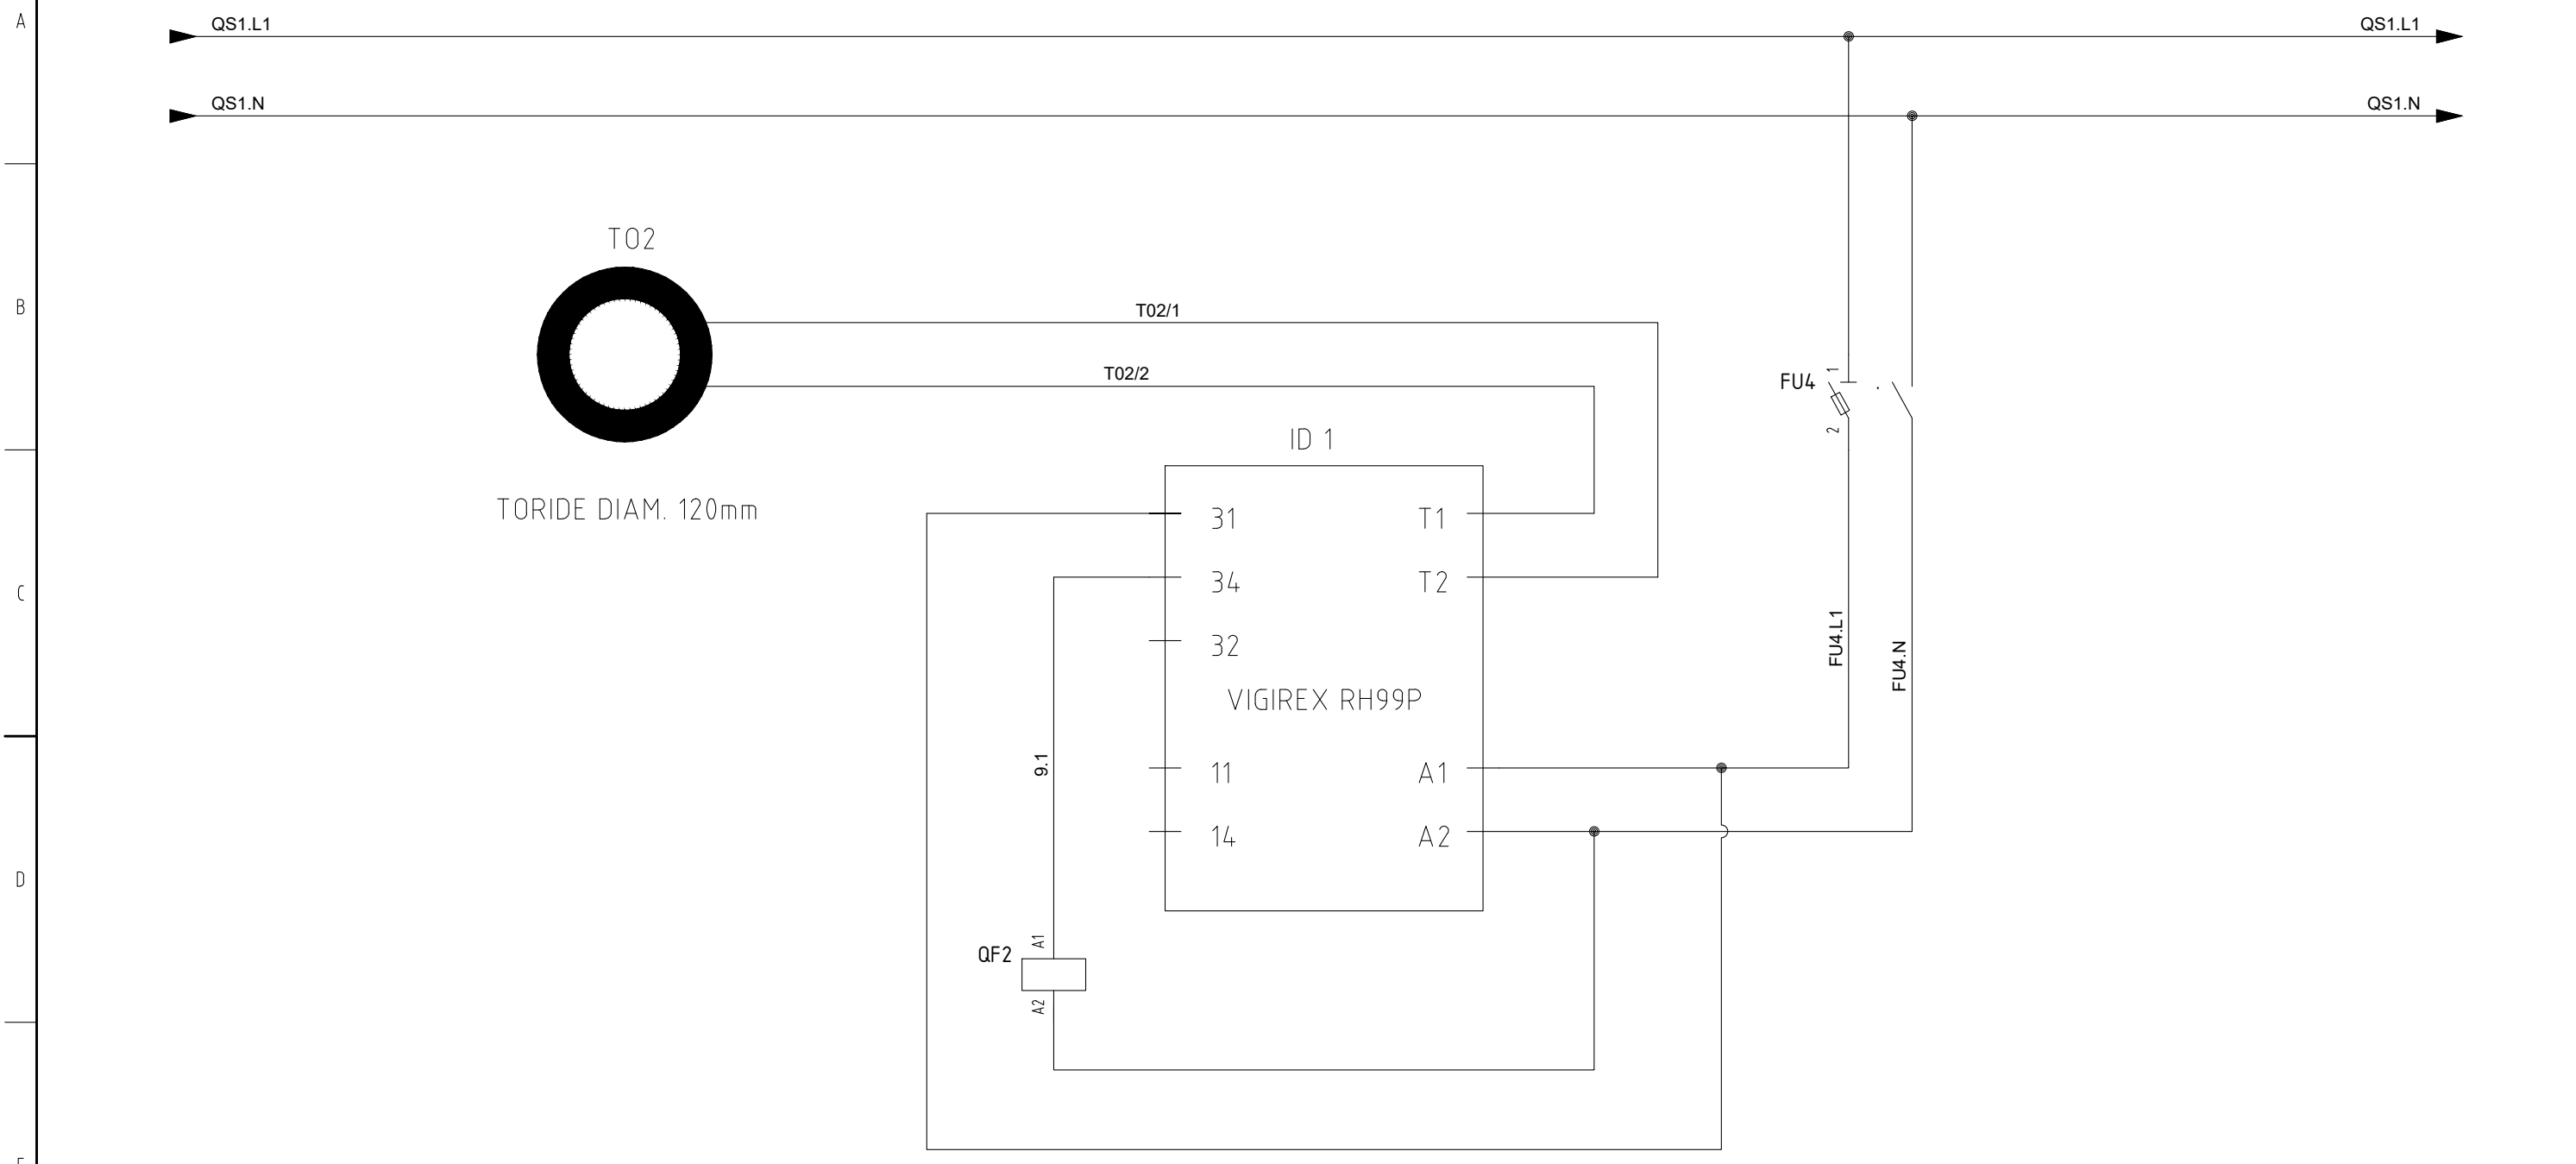 A
QS1.L1
QS1.L1
QS1.N
QS1.N
TO2
B
T02/1
T02/2
FU4
1
2
ID 1
TORIDE DIAM. 120mm
31
T1
34
T2
C
32
FU4.L1
FU4.N
VIGIREX RH99P
9.1
11
A1
14
A2
D
QF2
A1
A2